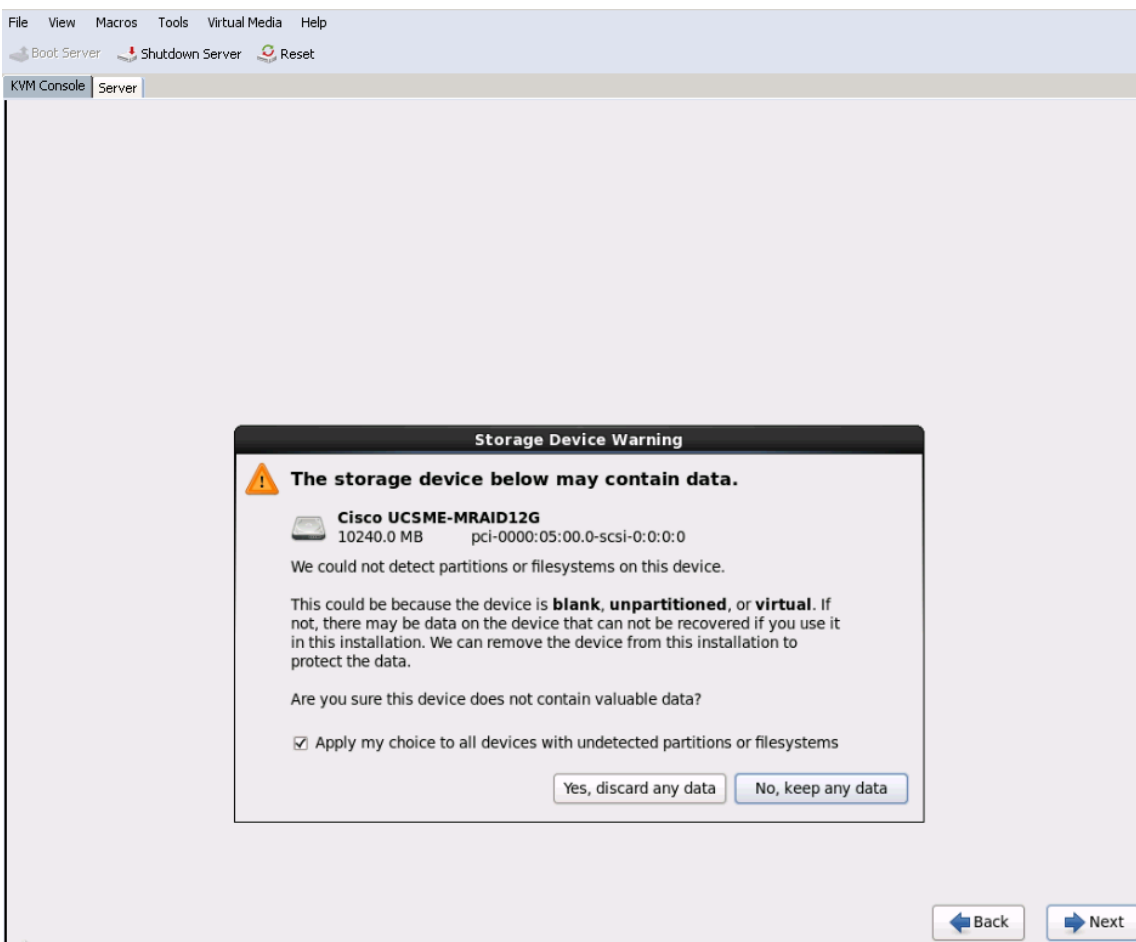 File View Macros Tools Virtual Media Help
Boot Server Shutdown Server Reset
KVM Console Server
Storage Device Warning
The storage device below may contain data.
Cisco UCSME-MRAID12G
10240.0 MB pci-0000:05:00.0-scsi-0:0:0:0
We could not detect partitions or filesystems on this device.
This could be because the device is blank, unpartitioned, or virtual. If
not, there may be data on the device that can not be recovered if you use it
in this installation. We can remove the device from this installation to
protect the data.
Are you sure this device does not contain valuable data?
Apply my choice to all devices with undetected partitions or filesystems
Yes, discard any data No, keep any data
Back Next